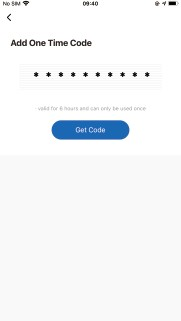 No SIM 09:40
Add One Time Code
* * * * * * * * * *
valid for 6 hours and can only be used once
Get Code